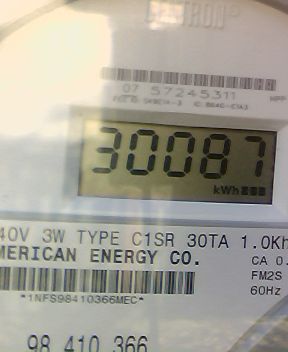 CENTRON®
07 57245311
30087
kWh
40V 3W TYPE C1SR 30TA 1.0Kh
MERICAN ENERGY CO.
CA 0.
FM2S
*1NFS98410366MEC*
60Hz
98 410 366